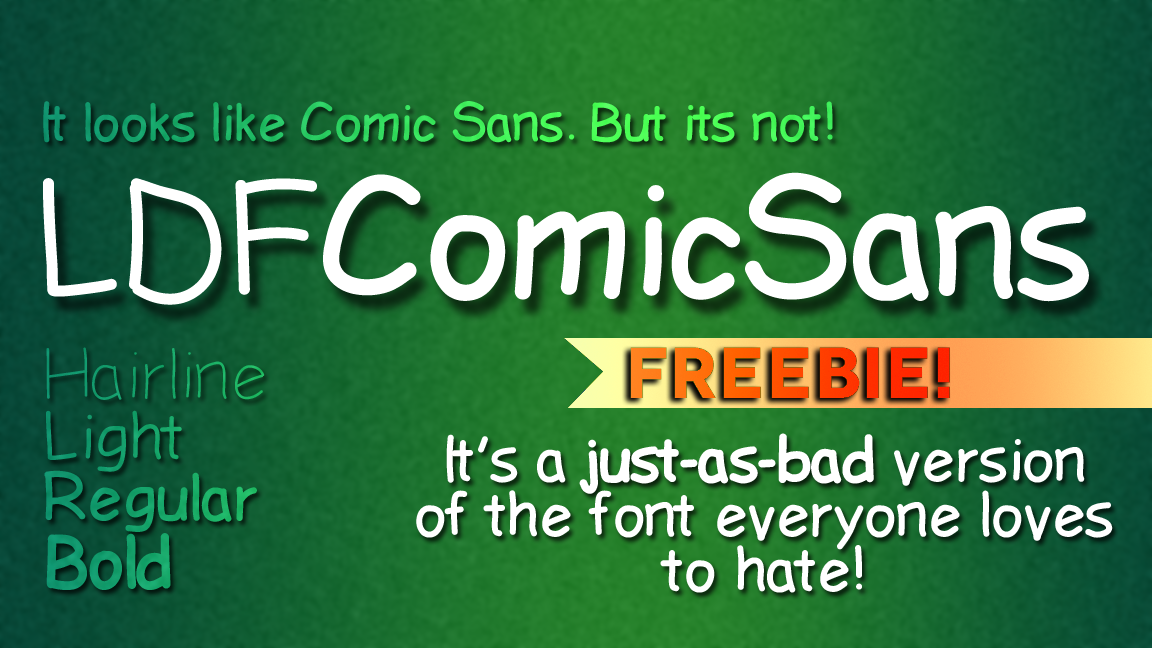 It looks like Comic Sans. But its not!
LDFComicSans
Hairline
Light
Regular
Bold
FREEBIE!
It's a just-as-bad version
of the font everyone loves
to hate!